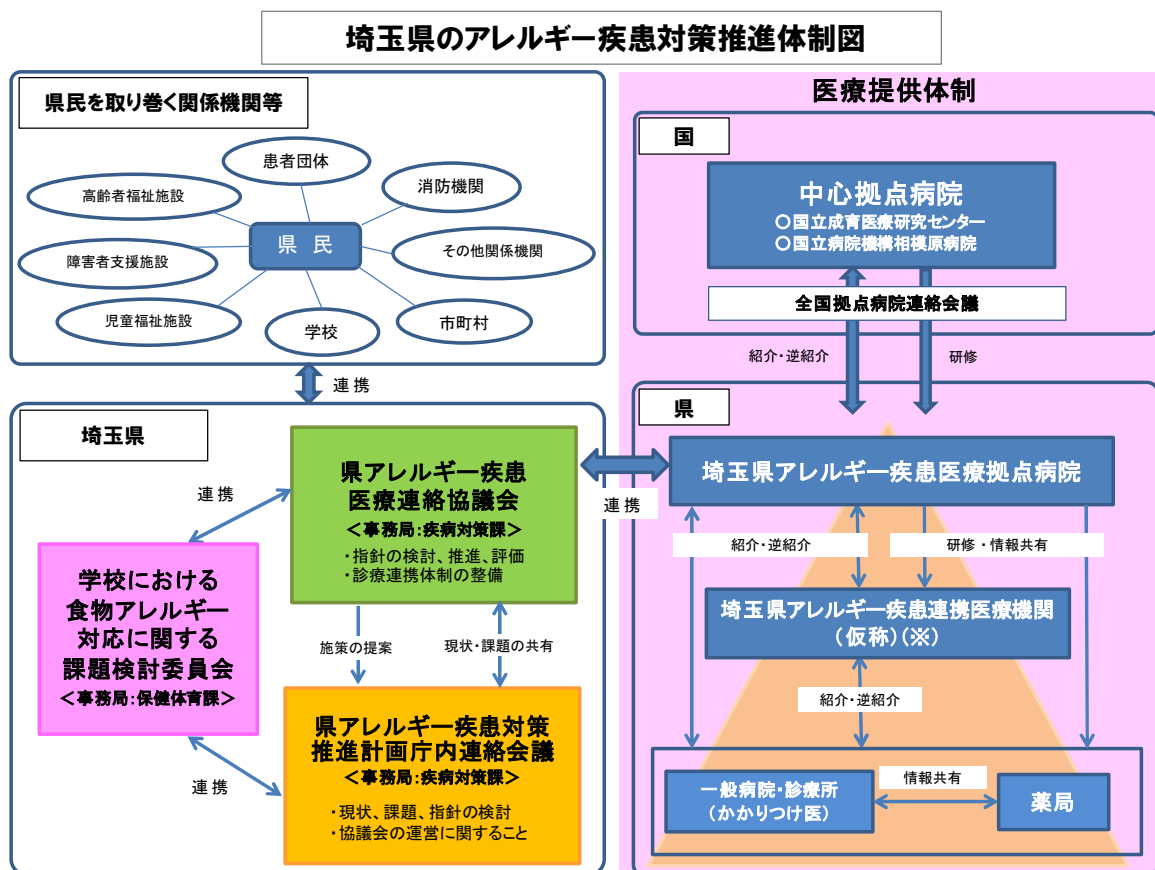 埼玉県のアレルギー疾患対策推進体制図
県民を取り巻く関係機関等
患者団体
高齢者福祉施設
消防機関
県 民
障害者支援施設
その他関係機関
児童福祉施設
学校
市町村
連 携
埼玉県
県アレルギー疾患
医療連絡協議会
＜事務局：疾病対策課＞
・指針の検討、推進、評価
・診療連携体制の整備
連 携
学校における
食物アレルギー
対応に関する
課題検討委員会
＜事務局：保健体育課＞
施策の提案
現状・課題の共有
連 携
県アレルギー疾患対策
推進計画庁内連絡会議
＜事務局：疾病対策課＞
・現状、課題、指針の検討
・協議会の運営に関すること
連 携
医療提供体制
国
中心拠点病院
○国立成育医療研究センター
○国立病院機構相模原病院
全国拠点病院連絡会議
紹介・逆紹介
研修
県
埼玉県アレルギー疾患医療拠点病院
紹介・逆紹介
研修・情報共有
埼玉県アレルギー疾患連携医療機関
（仮称）（※）
紹介・逆紹介
一般病院・診療所
（かかりつけ医）
情報共有
薬局